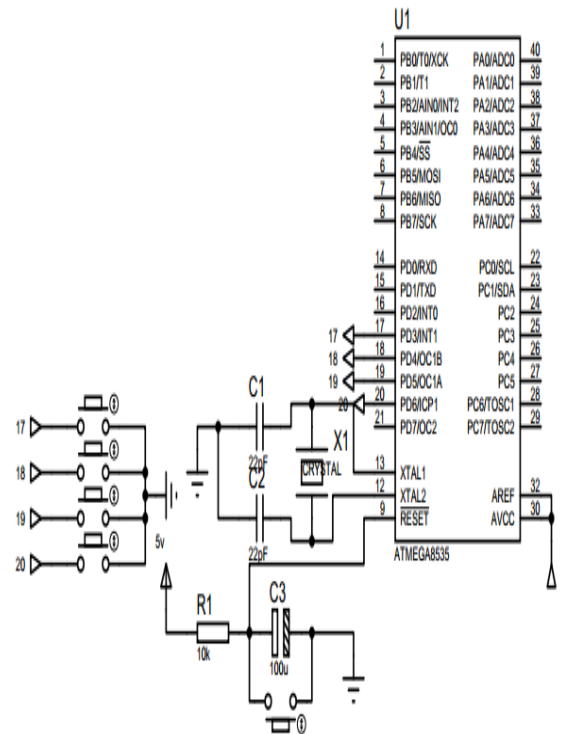 U1
1 PB0/T0/XCK PA0/ADC0 40
2 PB1/T1 PA1/ADC1 39
3 PB2/AIN0/INT2 PA2/ADC2 38
4 PB3/AIN1/OC0 PA3/ADC3 37
5 PB4/SS PA4/ADC4 36
6 PB5/MOSI PA5/ADC5 35
7 PB6/MISO PA6/ADC6 34
8 PB7/SCK PA7/ADC7 33
14 PD0/RXD PC0/SCL 22
15 PD1/TXD PC1/SDA 23
16 PD2/INT0 PC2 24
17 17 PD3/INT1 PC3 25
18 18 PD4/OC1B PC4 26
19 19 PD5/OC1A PC5 27
20 20 PD6/ICP1 PC6/TOSC1 28
21 PD7/OC2 PC7/TOSC2 29
13 XTAL1
12 XTAL2 AREF 32
9 RESET AVCC 30
ATMEGA8535
C1
22pF
X1
CRYSTAL
C2
22pF
17
18
19
20
5v
R1
10k
C3
100u